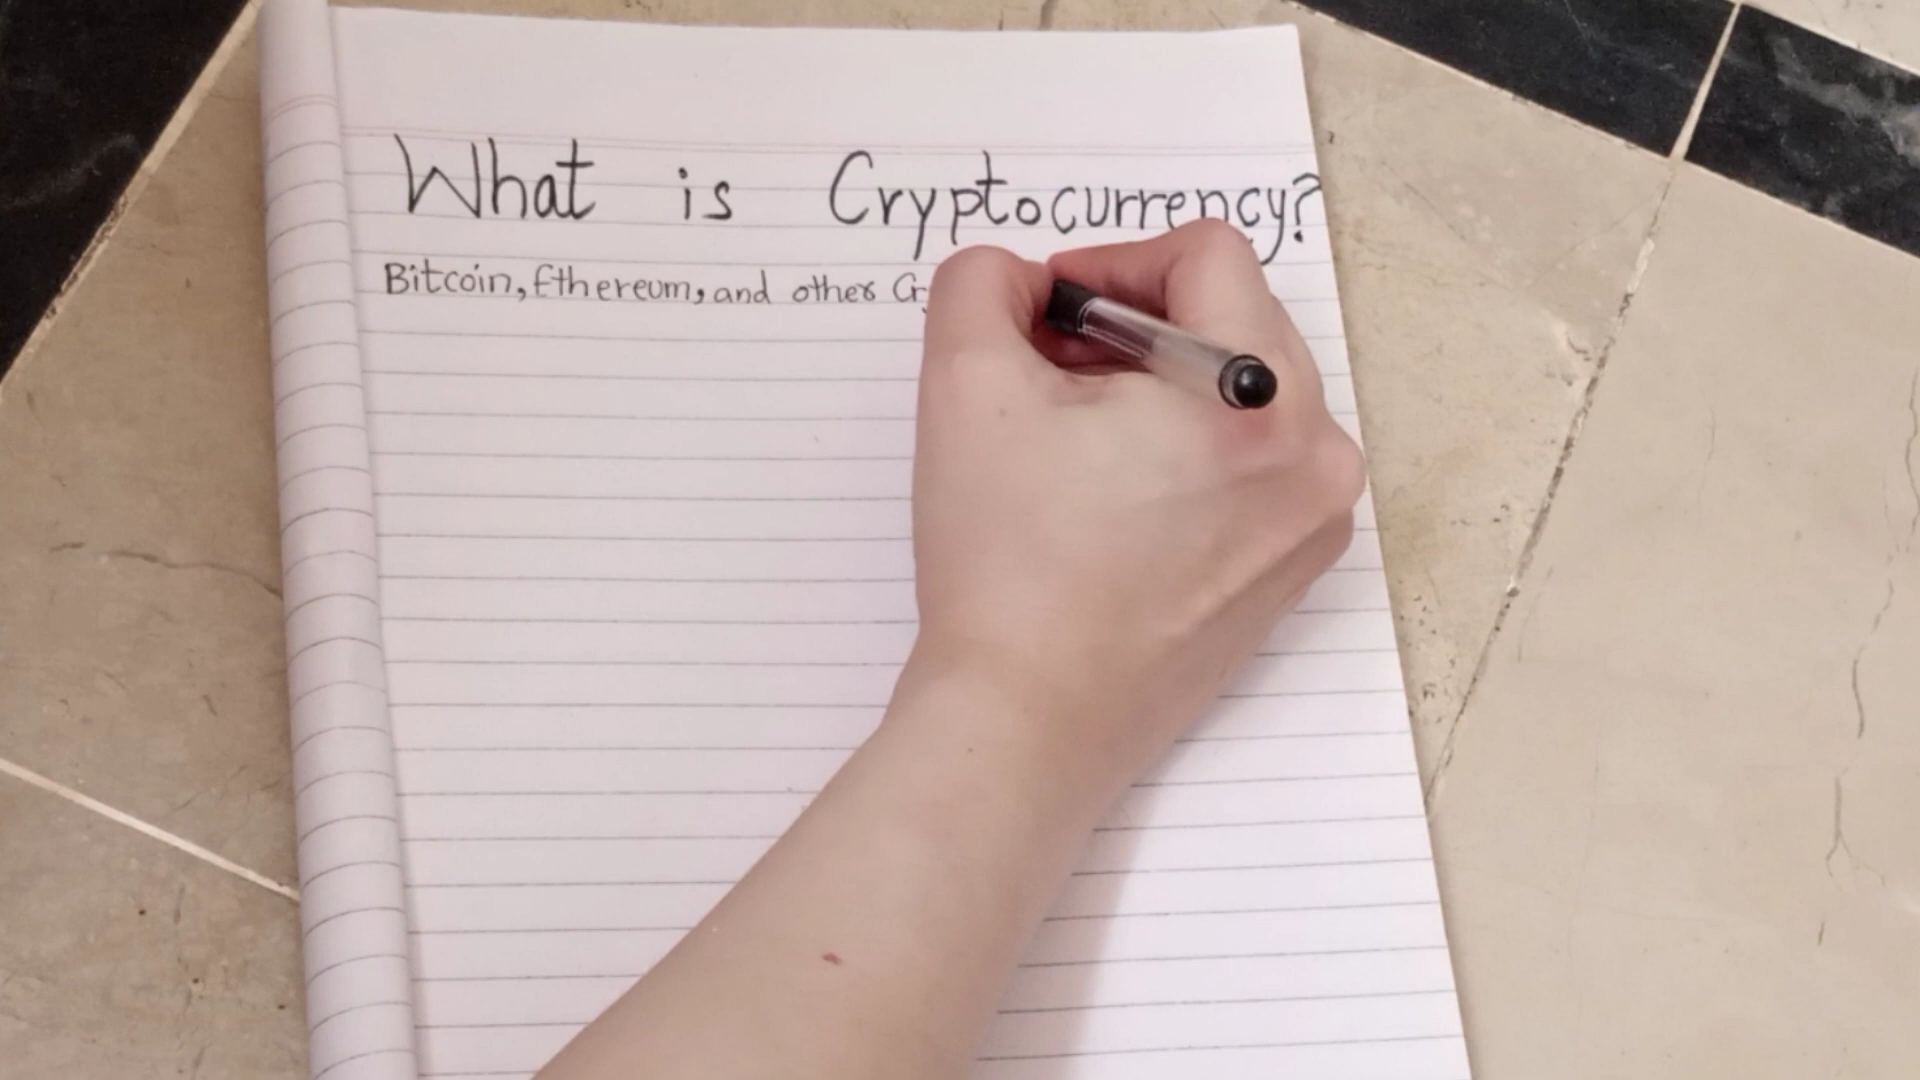 What is Cryptocurrency?
Bitcoin, Ethereum, and other